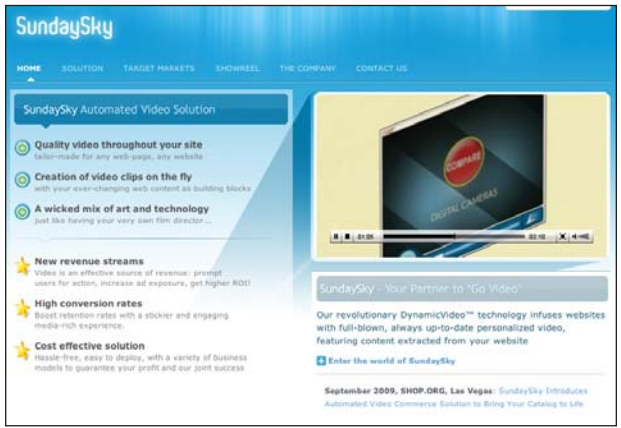 SundaySky
HOME SOLUTION TARGET MARKETS SHOWREEL THE COMPANY CONTACT US
SundaySky Automated Video Solution
Quality video throughout your site
tailor-made for any web-page, any website
Creation of video clips on the fly
with your ever-changing web content as building blocks
A wicked mix of art and technology
just like having your very own film director...
New revenue streams
Video is an effective source of revenue: prompt
users for action, increase ad exposure, get higher ROI!
High conversion rates
Boost retention rates with a stickier and engaging
media-rich experience.
Cost effective solution
Hassle-free, easy to deploy, with a variety of business
models to guarantee your profit and our joint success
COMPARE
DIGITAL CAMERAS
01:05 02:10
SundaySky - Your Partner to 'Go Video'
Our revolutionary DynamicVideo™ technology infuses websites
with full-blown, always up-to-date personalized video,
featuring content extracted from your website
Enter the world of SundaySky
September 2009, SHOP.ORG, Las Vegas: SundaySky Introduces
Automated Video Commerce Solution to Bring Your Catalog to Life